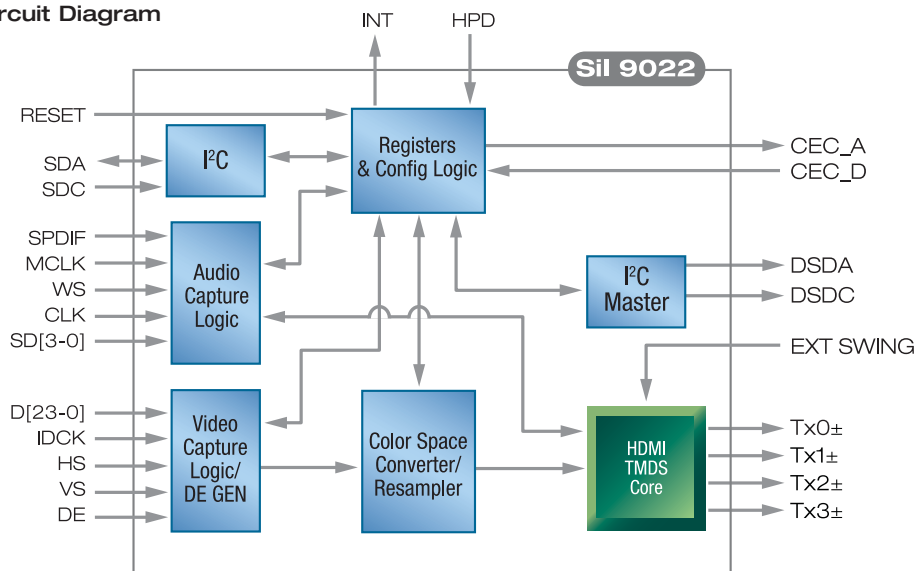 rcuit Diagram
INT
HPD
SiI 9022
RESET
SDA
SDC
I²C
Registers
& Config Logic
CEC_A
CEC_D
SPDIF
MCLK
WS
CLK
SD[3-0]
Audio
Capture
Logic
I²C
Master
DSDA
DSDC
EXT SWING
D[23-0]
IDCK
HS
VS
DE
Video
Capture
Logic/
DE GEN
Color Space
Converter/
Resampler
HDMI
TMDS
Core
Tx0±
Tx1±
Tx2±
Tx3±